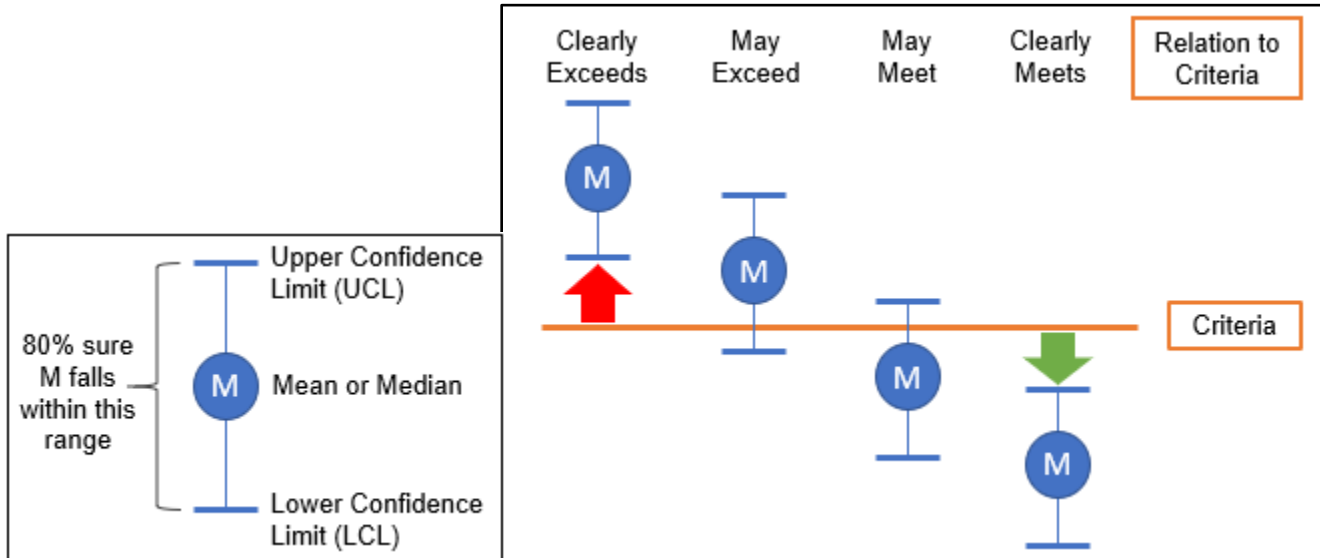 Clearly
Exceeds
May
Exceed
May
Meet
Clearly
Meets
Relation to
Criteria
M
M
M
M
Criteria
Upper Confidence
Limit (UCL)
80% sure
M falls
within this
range
M
Mean or Median
Lower Confidence
Limit (LCL)